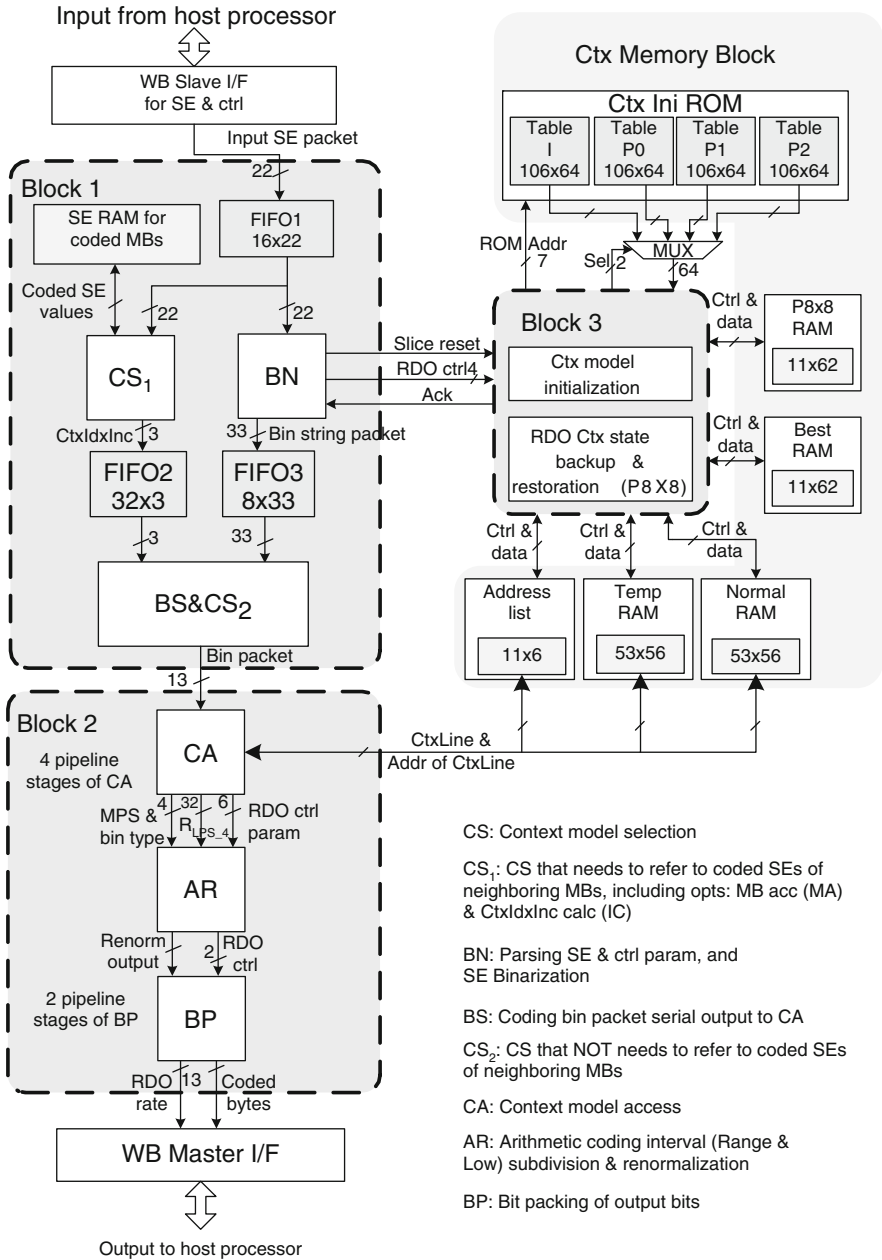 Input from host processor
WB Slave I/F
for SE & ctrl
Input SE packet
22
Block 1
SE RAM for
coded MBs
FIFO1
16x22
Coded SE
values
22
22
CS1
BN
CtxIdxInc
3
33
Bin string packet
FIFO2
32x3
FIFO3
8x33
3
33
BS&CS2
Bin packet
13
Block 2
4 pipeline
stages of CA
CA
4
32
6
MPS &
bin type
RLPS_4
RDO ctrl
param
AR
Renorm
output
2
RDO
ctrl
2 pipeline
stages of BP
BP
RDO
rate
13
Coded
bytes
WB Master I/F
Output to host processor
Ctx Memory Block
Ctx Ini ROM
Table
I
106x64
Table
P0
106x64
Table
P1
106x64
Table
P2
106x64
ROM Addr
7
Sel
2
MUX
64
Slice reset
RDO ctrl
4
Ack
Block 3
Ctx model
initialization
RDO Ctx state
backup &
restoration (P8X8)
Ctrl &
data
P8x8
RAM
11x62
Ctrl &
data
Best
RAM
11x62
Ctrl &
data
Ctrl &
data
Ctrl &
data
Address
list
11x6
Temp
RAM
53x56
Normal
RAM
53x56
CtxLine &
Addr of CtxLine
CS: Context model selection
CS1: CS that needs to refer to coded SEs of
neighboring MBs, including opts: MB acc (MA)
& CtxIdxInc calc (IC)
BN: Parsing SE & ctrl param, and
SE Binarization
BS: Coding bin packet serial output to CA
CS2: CS that NOT needs to refer to coded SEs
of neighboring MBs
CA: Context model access
AR: Arithmetic coding interval (Range &
Low) subdivision & renormalization
BP: Bit packing of output bits